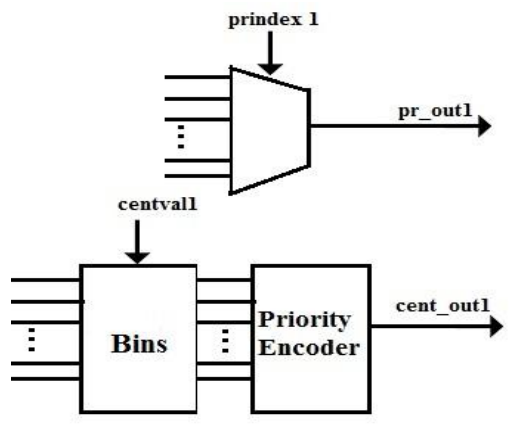 prindex 1
pr_out1
centval1
cent_out1
Bins
Priority
Encoder